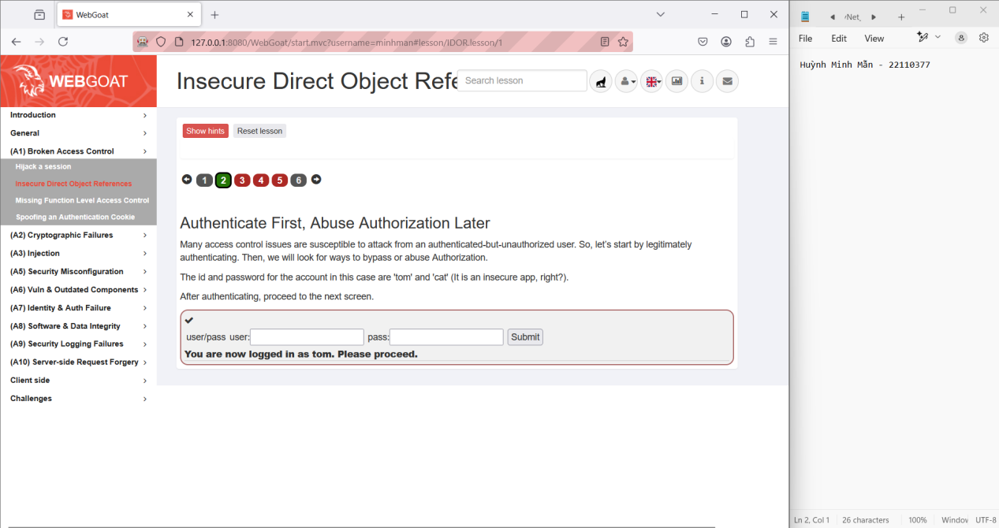 WebGoat
127.0.0.1:8080/WebGoat/start.mvc?username=minhman#lesson/IDOR.lesson/1
WEBGOAT
Insecure Direct Object Refe
Search lesson
Introduction
General
(A1) Broken Access Control
Hijack a session
Insecure Direct Object References
Missing Function Level Access Control
Spoofing an Authentication Cookie
(A2) Cryptographic Failures
(A3) Injection
(A5) Security Misconfiguration
(A6) Vuln & Outdated Components
(A7) Identity & Auth Failure
(A8) Software & Data Integrity
(A9) Security Logging Failures
(A10) Server-side Request Forgery
Client side
Challenges
Show hints Reset lesson
1 2 3 4 5 6
Authenticate First, Abuse Authorization Later
Many access control issues are susceptible to attack from an authenticated-but-unauthorized user. So, let's start by legitimately
authenticating. Then, we will look for ways to bypass or abuse Authorization.
The id and password for the account in this case are 'tom' and 'cat' (It is an insecure app, right?).
After authenticating, proceed to the next screen.
user/pass user: pass: Submit
You are now logged in as tom. Please proceed.
File Edit View
Huỳnh Minh Mẫn - 22110377
Ln 2, Col 1 26 characters 100% Window UTF-8